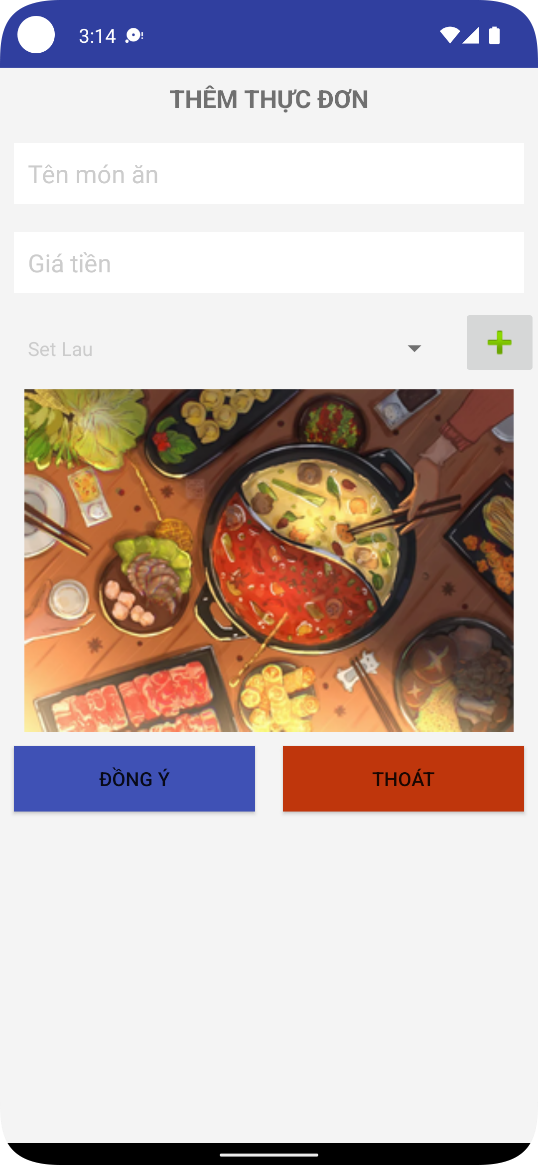 3:14
THÊM THỰC ĐƠN
Tên món ăn
Giá tiền
Set Lau
ĐỒNG Ý
THOÁT